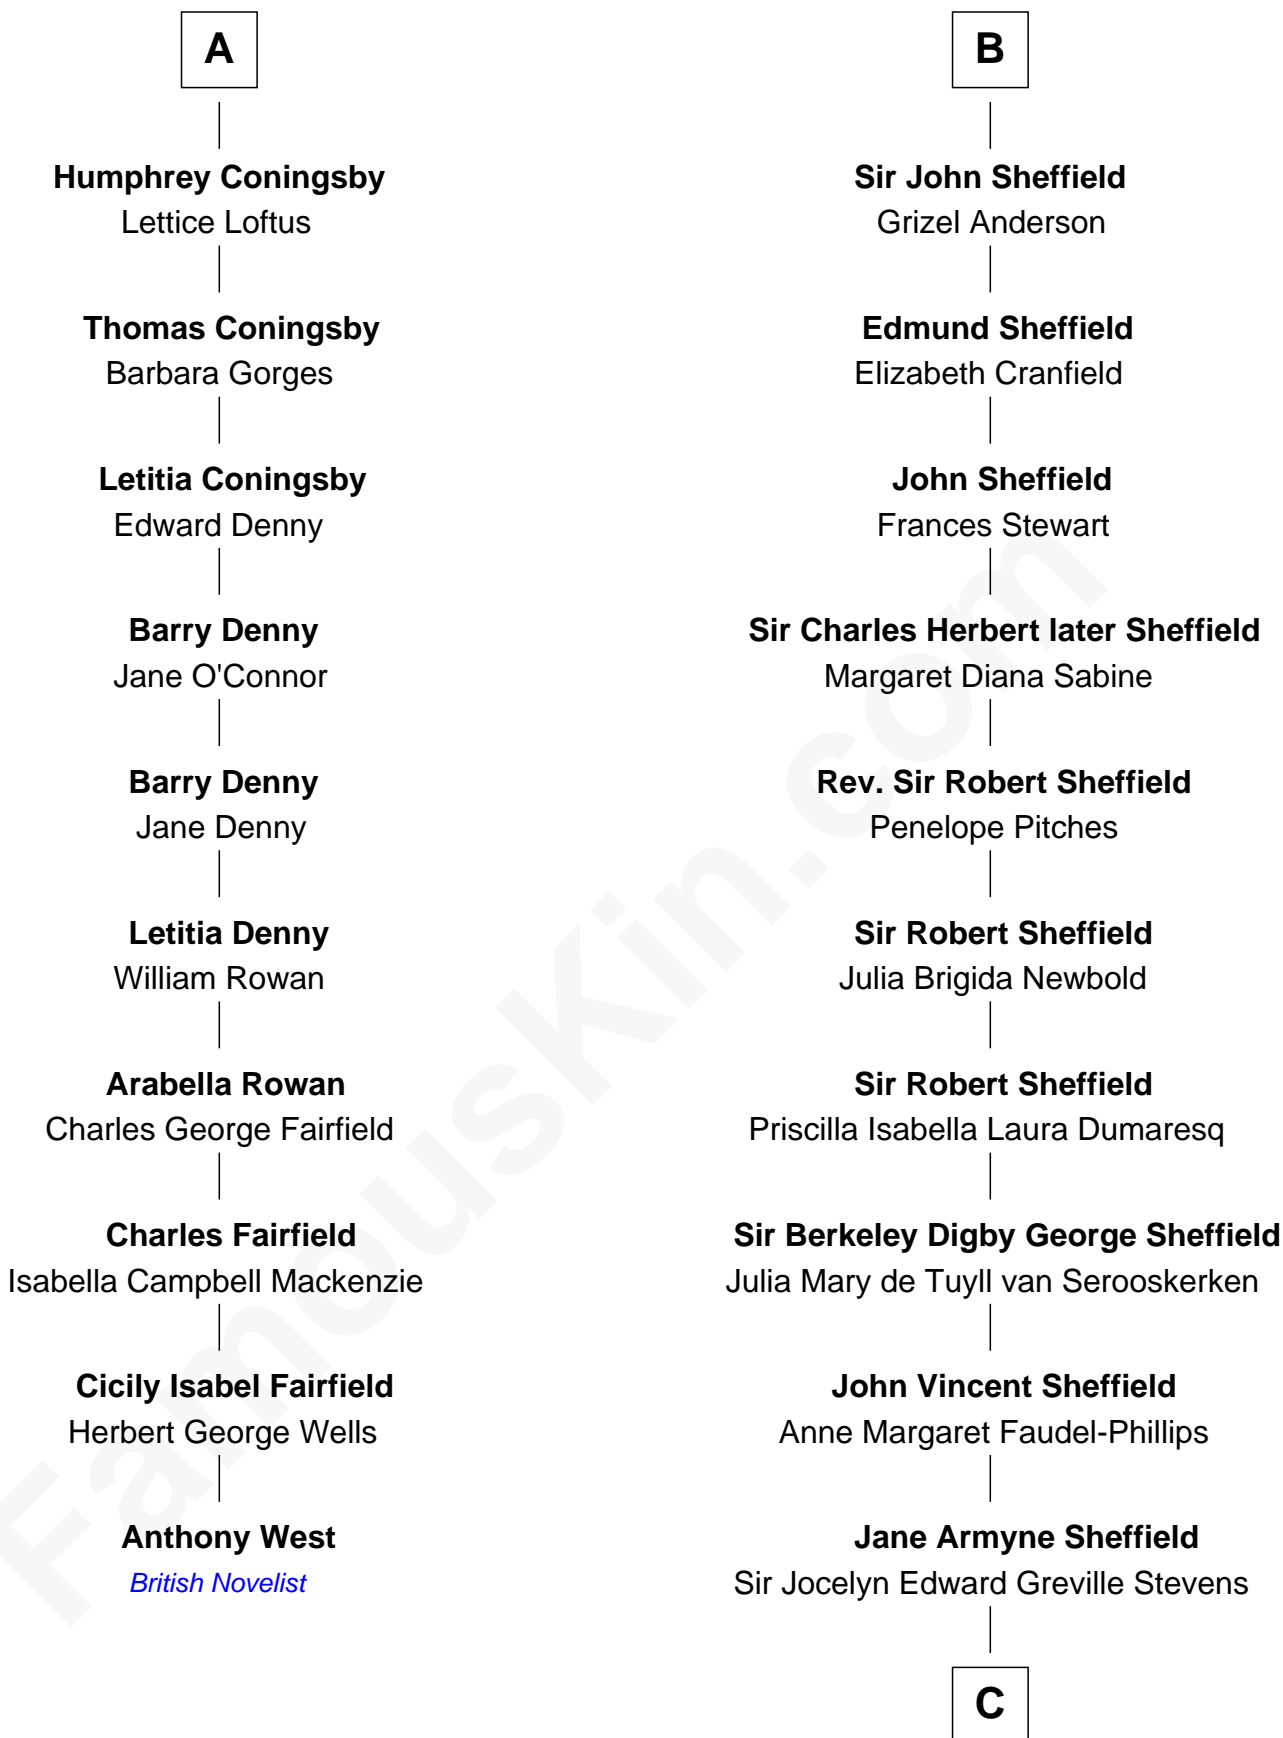 A
Humphrey Coningsby
Lettice Loftus
Thomas Coningsby
Barbara Gorges
Letitia Coningsby
Edward Denny
Barry Denny
Jane O'Connor
Barry Denny
Jane Denny
Letitia Denny
William Rowan
Arabella Rowan
Charles George Fairfield
Charles Fairfield
Isabella Campbell Mackenzie
Cicily Isabel Fairfield
Herbert George Wells
Anthony West
British Novelist
B
Sir John Sheffield
Grizel Anderson
Edmund Sheffield
Elizabeth Cranfield
John Sheffield
Frances Stewart
Sir Charles Herbert later Sheffield
Margaret Diana Sabine
Rev. Sir Robert Sheffield
Penelope Pitches
Sir Robert Sheffield
Julia Brigida Newbold
Sir Robert Sheffield
Priscilla Isabella Laura Dumaresq
Sir Berkeley Digby George Sheffield
Julia Mary de Tuyll van Serooskerken
John Vincent Sheffield
Anne Margaret Faudel-Phillips
Jane Armyne Sheffield
Sir Jocelyn Edward Greville Stevens
C
FamousKin.com